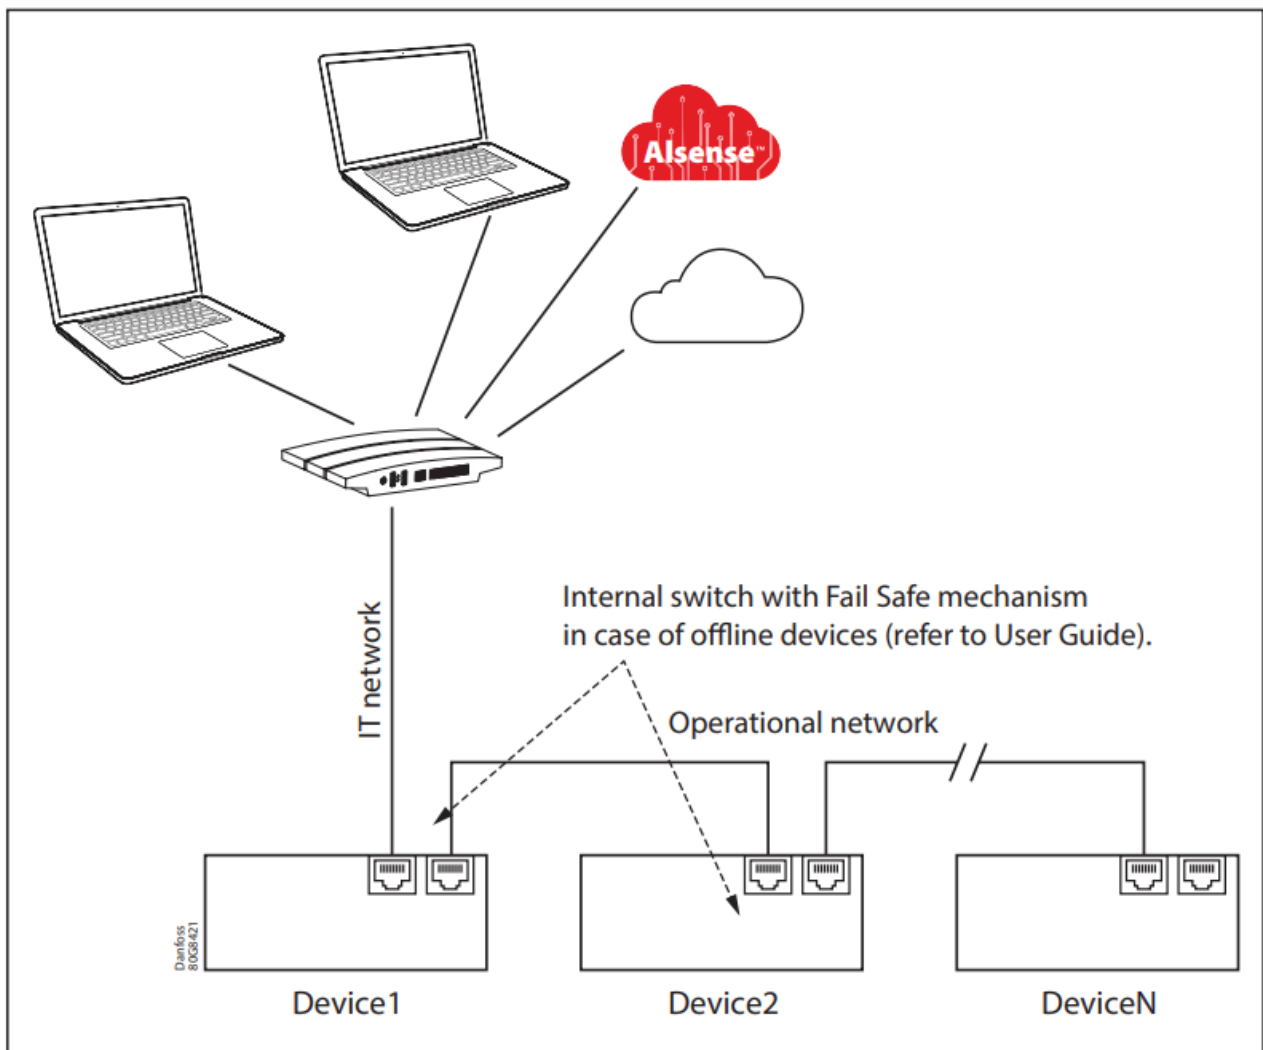 Alsense™
Internal switch with Fail Safe mechanism
in case of offline devices (refer to User Guide).
IT network
Operational network
Danfoss
80G8421
Device1
Device2
DeviceN